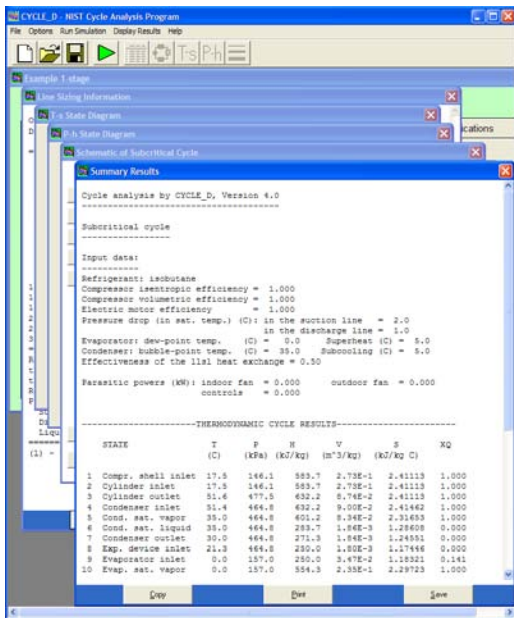 CYCLE_D - NIST Cycle Analysis Program
File Options Run Simulation Display Results Help
T-s P-h
Example 1-stage
Line Sizing Information
T-s State Diagram
P-h State Diagram
Schematic of Subcritical Cycle
Summary Results
Cycle analysis by CYCLE_D, Version 4.0
----------------------------------------
Subcritical cycle
-----------------
Input data:
-----------
Refrigerant: isobutane
Compressor isentropic efficiency = 1.000
Compressor volumetric efficiency = 1.000
Electric motor efficiency = 1.000
Pressure drop (in sat. temp.) (C): in the suction line = 2.0
in the discharge line = 1.0
Evaporator: dew-point temp. (C) = 0.0 Superheat (C) = 5.0
Condenser: bubble-point temp. (C) = 35.0 Subcooling (C) = 5.0
Effectiveness of the llsl heat exchange = 0.50
Parasitic powers (kW): indoor fan = 0.000 outdoor fan = 0.000
controls = 0.000
-----------------------THERMODYNAMIC CYCLE RESULTS------------------------
STATE T P H V S XQ
(C) (kPa) (kJ/kg) (m^3/kg) (kJ/kg C)
1 Compr. shell inlet 17.5 146.1 583.7 2.73E-1 2.41113 1.000
2 Cylinder inlet 17.5 146.1 583.7 2.73E-1 2.41113 1.000
3 Cylinder outlet 51.6 477.5 632.2 8.74E-2 2.41113 1.000
4 Condenser inlet 51.4 464.8 632.2 9.00E-2 2.41462 1.000
5 Cond. sat. vapor 35.0 464.8 601.2 8.34E-2 2.31653 1.000
6 Cond. sat. liquid 35.0 464.8 283.7 1.86E-3 1.28608 0.000
7 Condenser outlet 30.0 464.8 271.3 1.84E-3 1.24551 0.000
8 Exp. device inlet 21.3 464.8 250.0 1.80E-3 1.17446 0.000
9 Evaporator inlet 0.0 157.0 250.0 3.47E-2 1.18321 0.141
10 Evap. sat. vapor 0.0 157.0 554.3 2.35E-1 2.29723 1.000
Copy Print Save